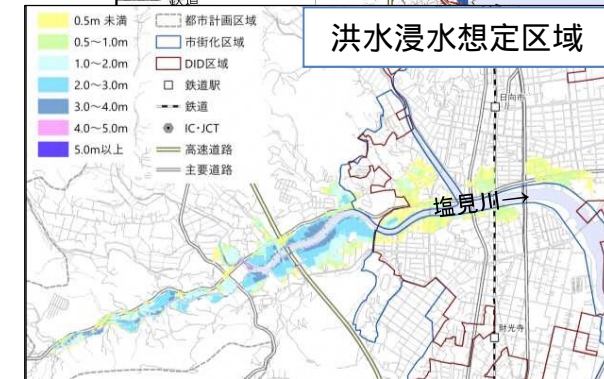 鉄道
洪水浸水想定区域
0.5m 未満
0.5～1.0m
1.0～2.0m
2.0～3.0m
3.0～4.0m
4.0～5.0m
5.0m以上
都市計画区域
市街化区域
DID区域
鉄道駅
鉄道
IC・JCT
高速道路
主要道路
日向市
塩見川→
財光寺